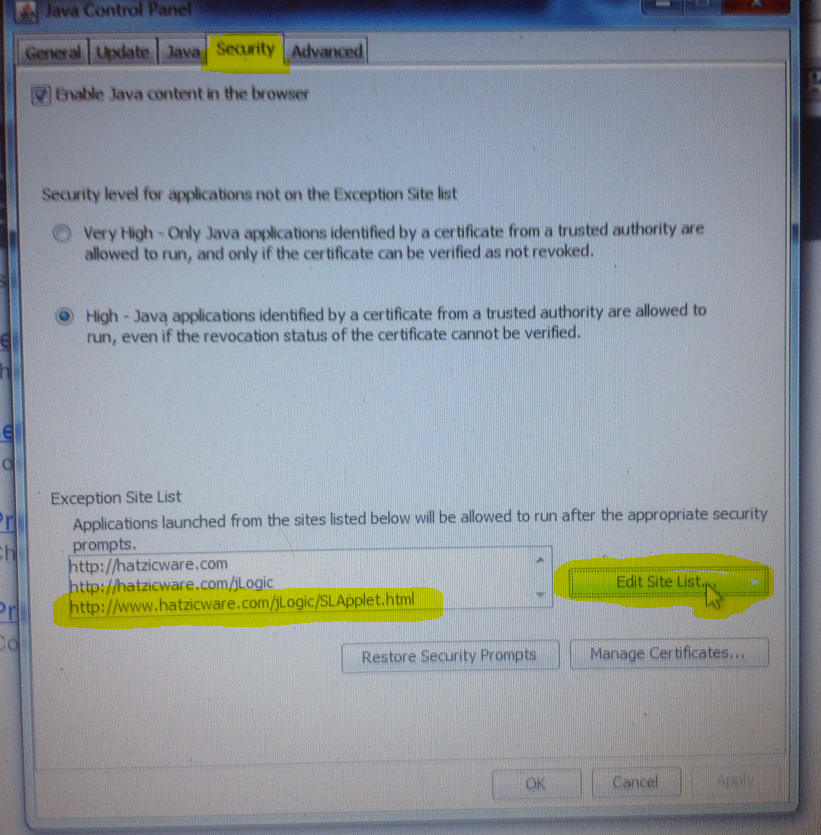 Java Control Panel
General Update Java Security Advanced
Enable Java content in the browser
Security level for applications not on the Exception Site list
Very High - Only Java applications identified by a certificate from a trusted authority are
allowed to run, and only if the certificate can be verified as not revoked.
High - Java applications identified by a certificate from a trusted authority are allowed to
run, even if the revocation status of the certificate cannot be verified.
Exception Site List
Applications launched from the sites listed below will be allowed to run after the appropriate security
prompts.
http://hatzicware.com
http://hatzicware.com/jLogic
http://www.hatzicware.com/jLogic/SLApplet.html
Edit Site List...
Restore Security Prompts
Manage Certificates...
OK
Cancel
Apply